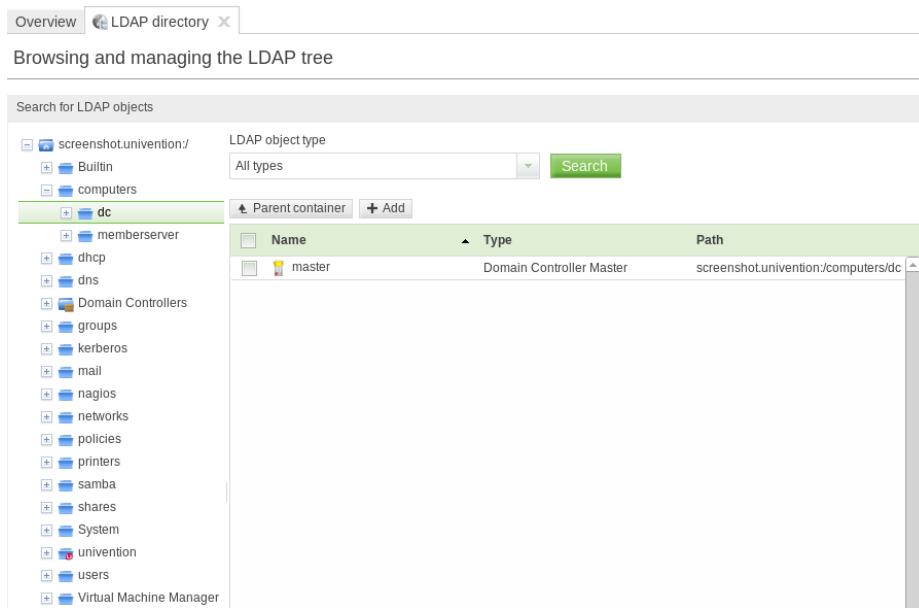 Overview
LDAP directory
Browsing and managing the LDAP tree
Search for LDAP objects
screenshot.univention:/
Builtin
computers
dc
memberserver
dhcp
dns
Domain Controllers
groups
kerberos
mail
nagios
networks
policies
printers
samba
shares
System
univention
users
Virtual Machine Manager
LDAP object type
All types
Search
Parent container
Add
Name Type Path
master Domain Controller Master screenshot.univention:/computers/dc